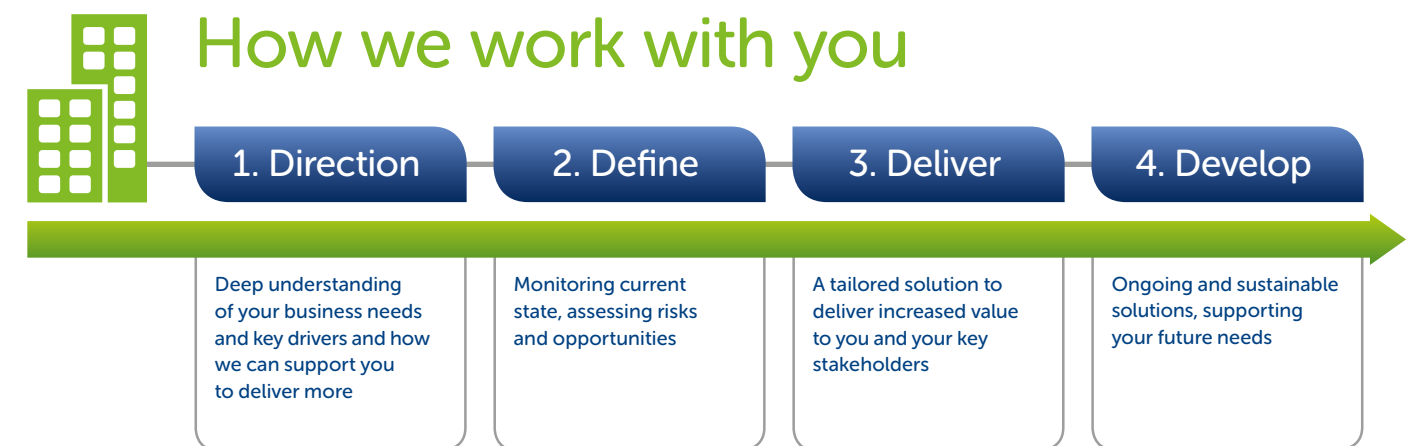 How we work with you
1. Direction
2. Define
3. Deliver
4. Develop
Deep understanding
of your business needs
and key drivers and how
we can support you
to deliver more
Monitoring current
state, assessing risks
and opportunities
A tailored solution to
deliver increased value
to you and your key
stakeholders
Ongoing and sustainable
solutions, supporting
your future needs